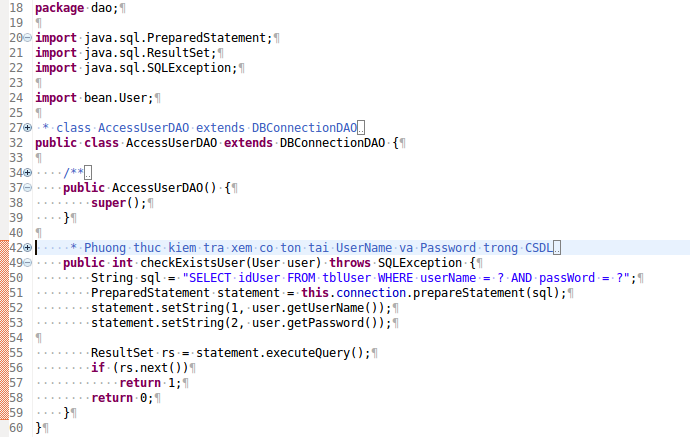 18 package dao;¶
19 ¶
20 import java.sql.PreparedStatement;¶
21 import java.sql.ResultSet;¶
22 import java.sql.SQLException;¶
23 ¶
24 import bean.User;¶
25 ¶
27 * class AccessUserDAO extends DBConnectionDAO
32 public class AccessUserDAO extends DBConnectionDAO {¶
33 ¶
34 ····/**
37 ····public AccessUserDAO() {¶
38 ········super();¶
39 ····}¶
40 ¶
42 ·····* Phuong thuc kiem tra xem co ton tai UserName va Password trong CSDL
49 ····public int checkExistsUser(User user) throws SQLException {¶
50 ········String sql = "SELECT idUser FROM tblUser WHERE userName = ? AND passWord = ?";¶
51 ········PreparedStatement statement = this.connection.prepareStatement(sql);¶
52 ········statement.setString(1, user.getUserName());¶
53 ········statement.setString(2, user.getPassword());¶
54 ¶
55 ········ResultSet rs = statement.executeQuery();¶
56 ········if (rs.next())¶
57 ············return 1;¶
58 ········return 0;¶
59 ····}¶
60 }¶